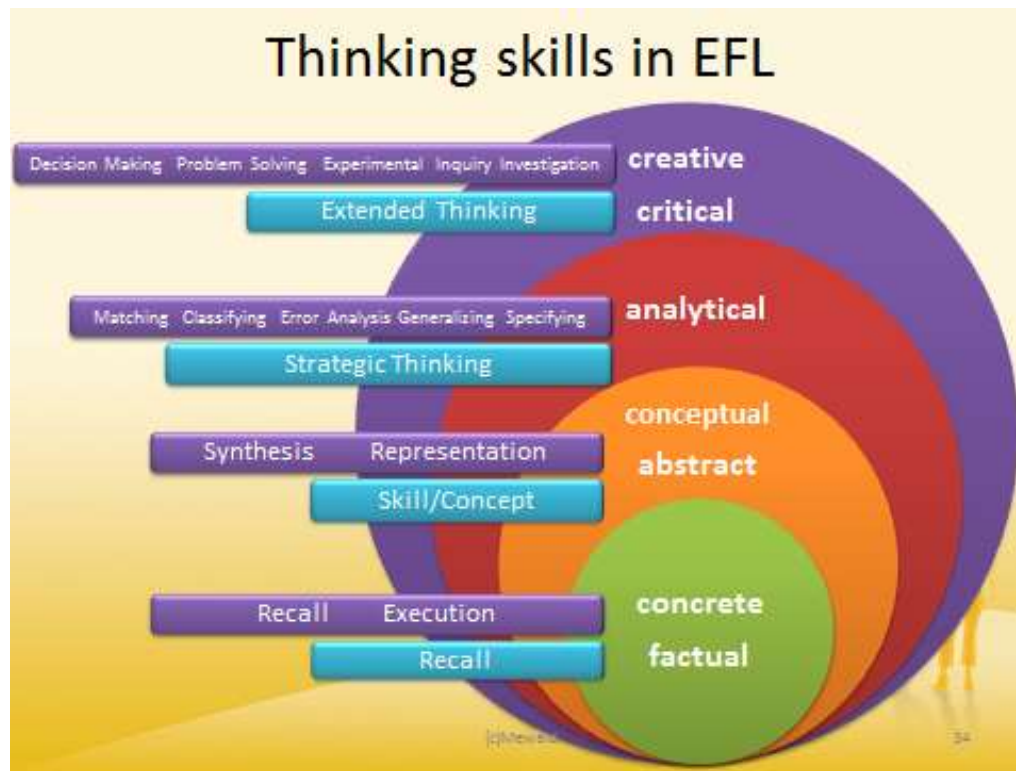 Thinking skills in EFL
Decision Making Problem Solving Experimental Inquiry Investigation
creative
Extended Thinking
critical
Matching Classifying Error Analysis Generalizing Specifying
analytical
Strategic Thinking
conceptual
Synthesis Representation
abstract
Skill/Concept
Recall Execution
concrete
Recall
factual
34